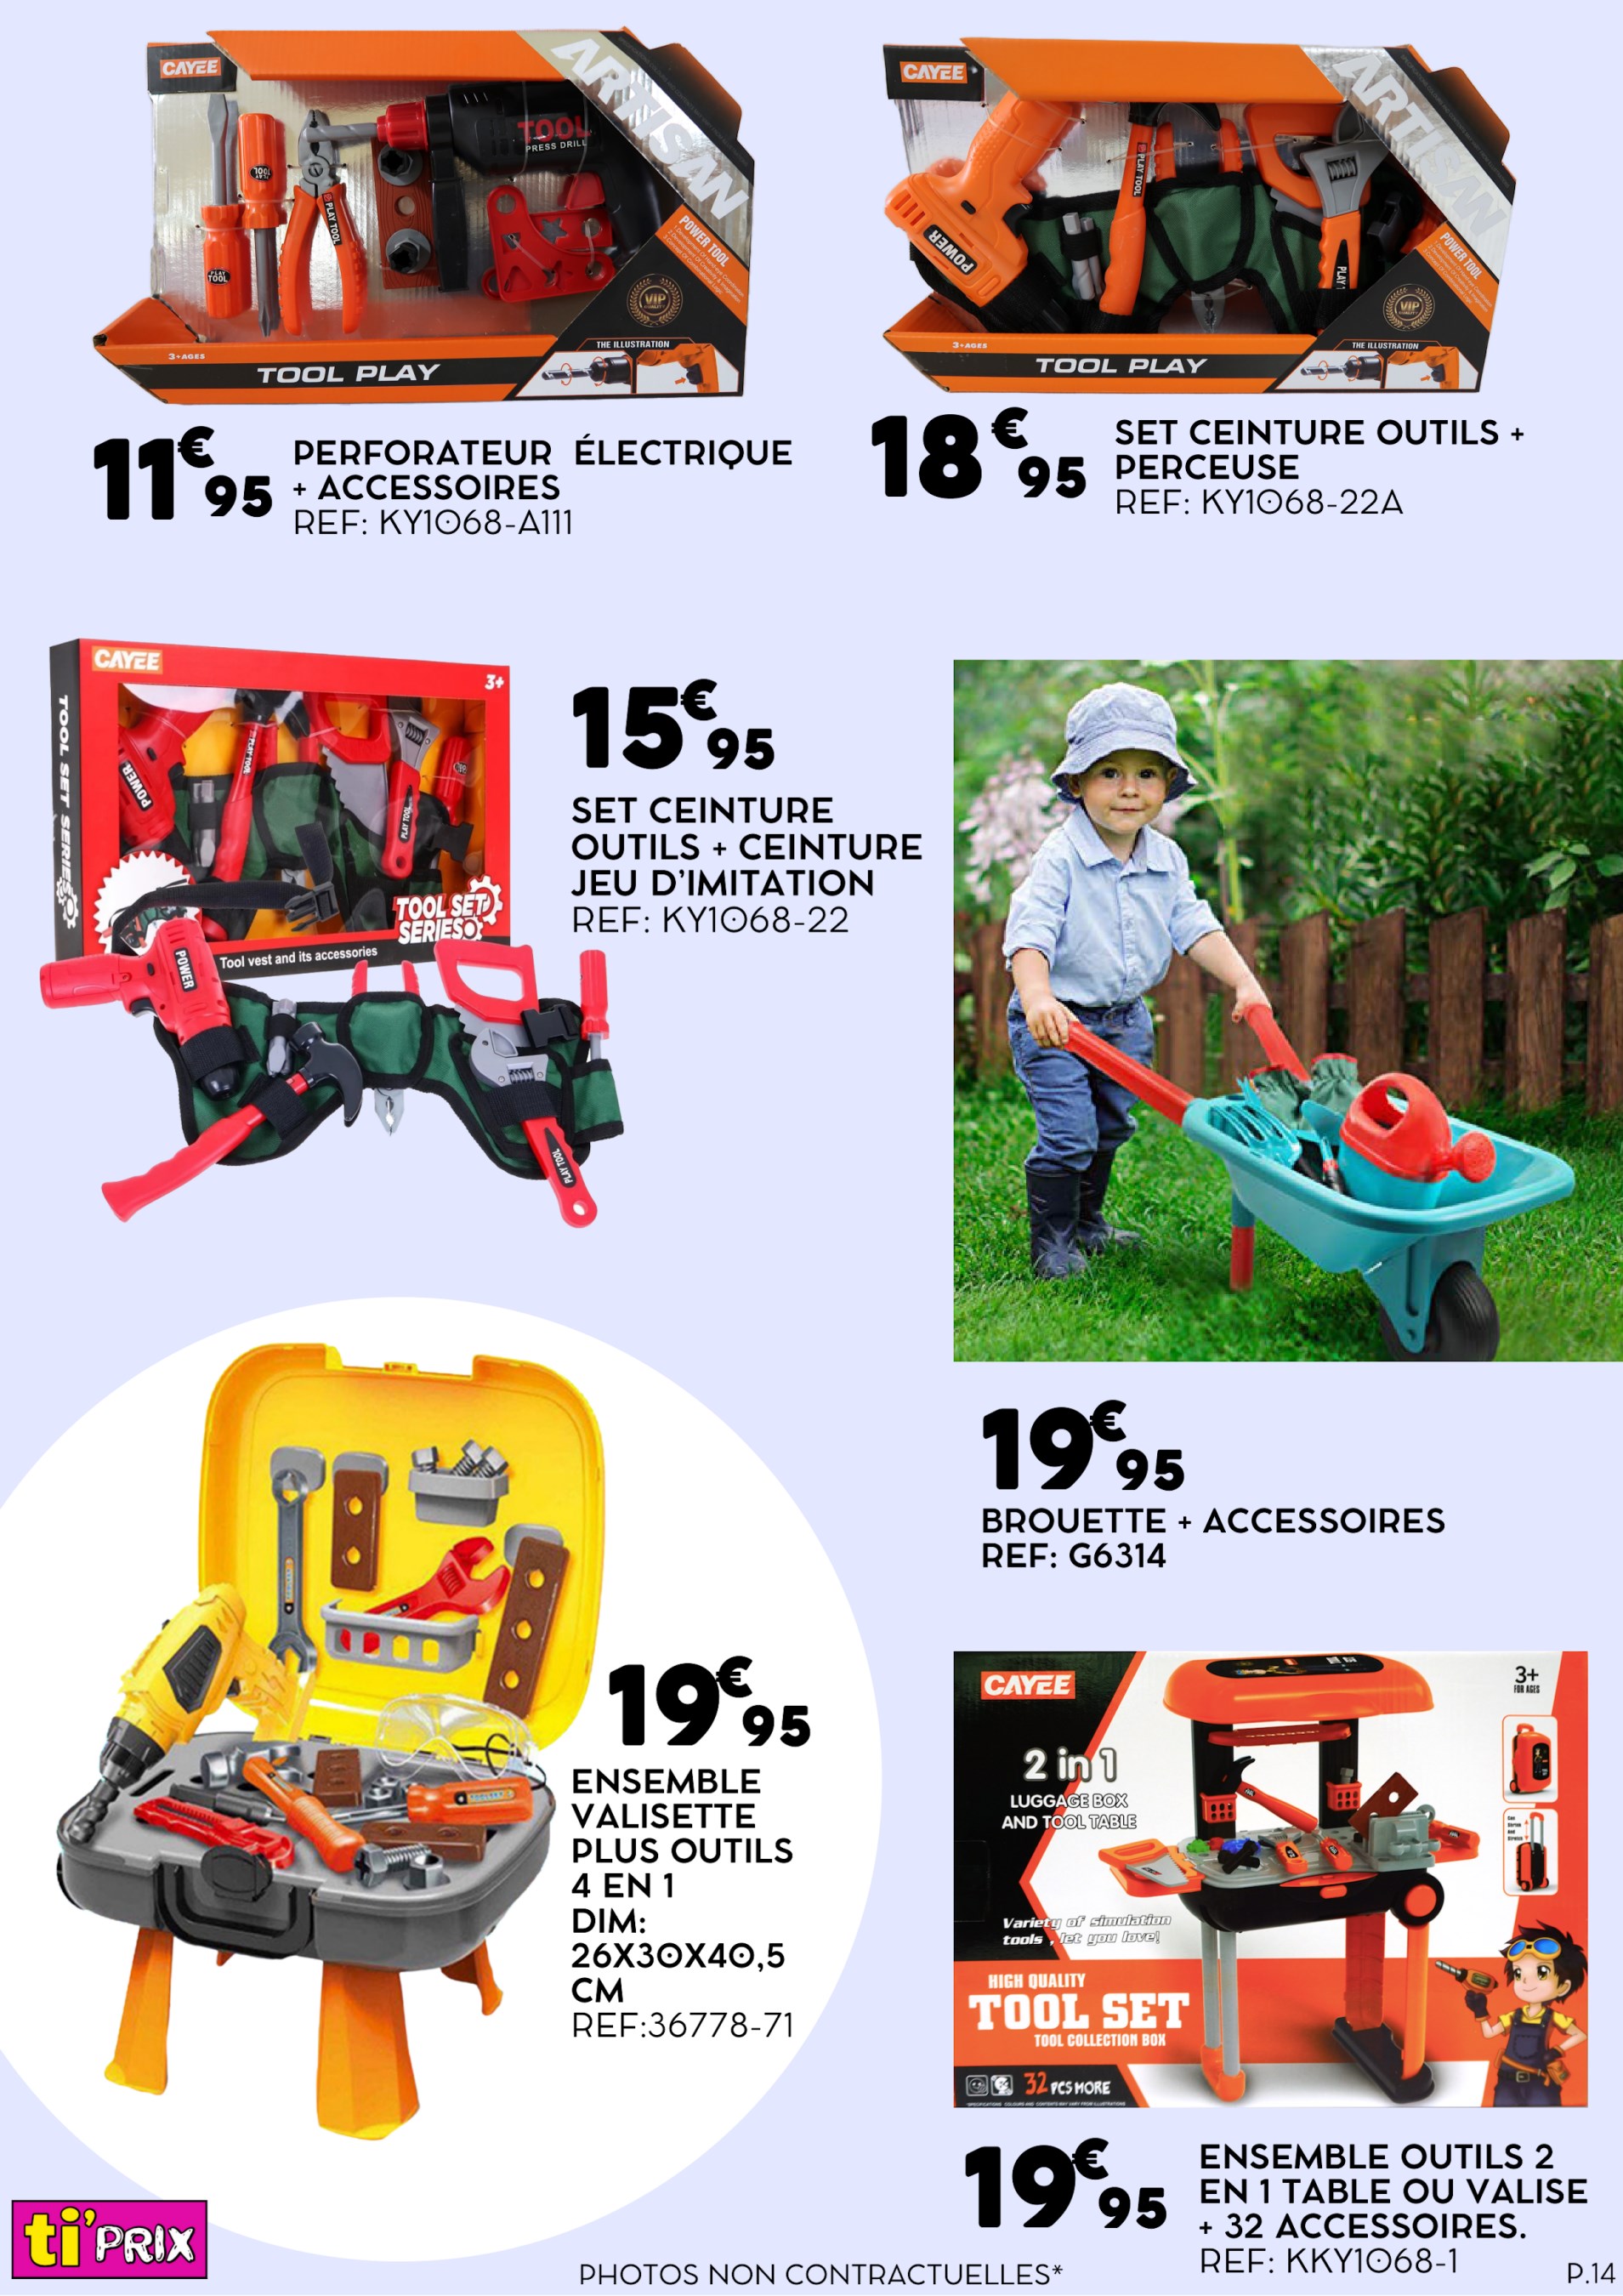 CAYEE
ARTISAN
TOOL
PRESS DRILL
PLAY TOOL
PLAY TOOL
PLAY TOOL
POWER TOOL
VIP
3+AGES
THE ILLUSTRATION
TOOL PLAY
11€95
PERFORATEUR ÉLECTRIQUE
+ ACCESSOIRES
REF: KY1068-A111
CAYEE
ARTISAN
PLAY TOOL
POWER
PLAY
POWER TOOL
VIP
3+AGES
THE ILLUSTRATION
TOOL PLAY
18€95
SET CEINTURE OUTILS +
PERCEUSE
REF: KY1068-22A
CAYEE
3+
TOOL SET SERIES
POWER
PLAY TOOL
PLAY TOOL
TOOL SET
SERIES
Tool vest and its accessories
POWER
PLAY TOOL
15€95
SET CEINTURE
OUTILS + CEINTURE
JEU D'IMITATION
REF: KY1068-22
19€95
BROUETTE + ACCESSOIRES
REF: G6314
19€95
ENSEMBLE
VALISETTE
PLUS OUTILS
4 EN 1
DIM:
26X30X40,5
CM
REF:36778-71
CAYEE
3+
FOR AGES
2 in 1
LUGGAGE BOX
AND TOOL TABLE
Variety of simulation
tools , let you love!
HIGH QUALITY
TOOL SET
TOOL COLLECTION BOX
32 PCS MORE
19€95
ENSEMBLE OUTILS 2
EN 1 TABLE OU VALISE
+ 32 ACCESSOIRES.
REF: KKY1068-1
ti'PRIX
PHOTOS NON CONTRACTUELLES*
P.14